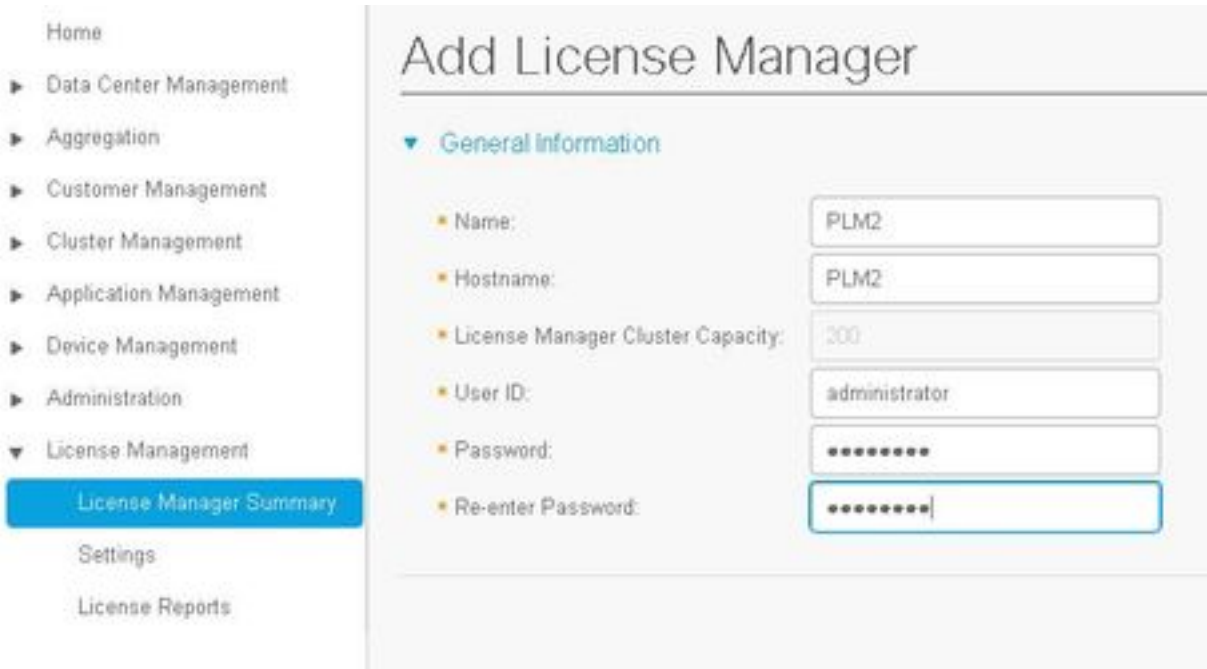 Home
Data Center Management
Aggregation
Customer Management
Cluster Management
Application Management
Device Management
Administration
License Management
License Manager Summary
Settings
License Reports
Add License Manager
General Information
Name: PLM2
Hostname: PLM2
License Manager Cluster Capacity: 200
User ID: administrator
Password: ••••••••
Re-enter Password: ••••••••